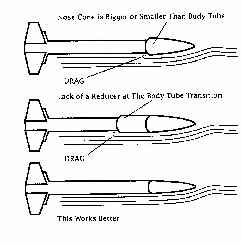 Nose Cone is Bigger or Smaller Than Body Tube
DRAG
Lack of a Reducer at The Body Tube Transition
DRAG
This Works Better